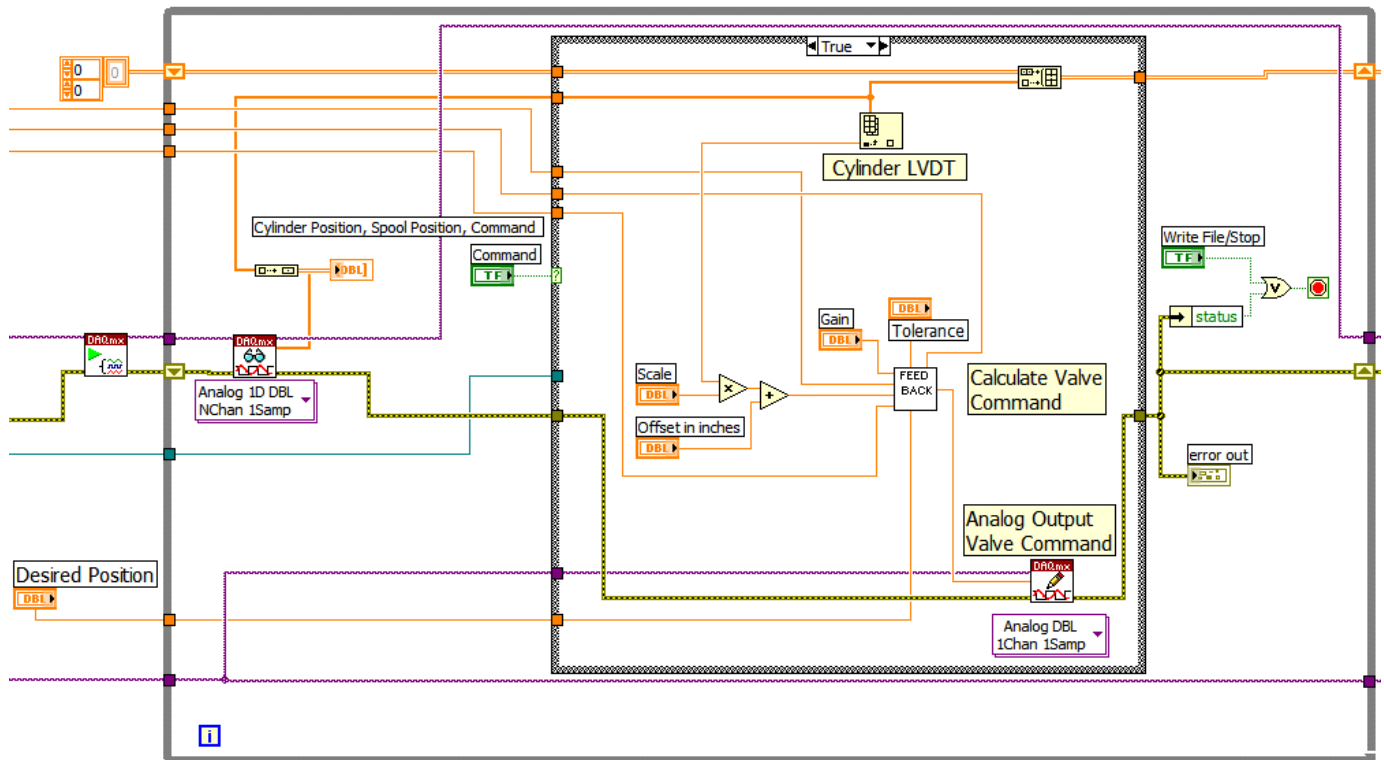 True
0
0
0
Cylinder LVDT
Cylinder Position, Spool Position, Command
DBL]
Command
TF
?
Write File/Stop
TF
V
status
DAQmx
DAQmx
Analog 1D DBL
NChan 1Samp
Gain
DBL
DBL
Tolerance
Scale
DBL
x
+
FEED
BACK
Calculate Valve
Command
Offset in inches
DBL
error out
Analog Output
Valve Command
DAQmx
Desired Position
DBL
Analog DBL
1Chan 1Samp
i